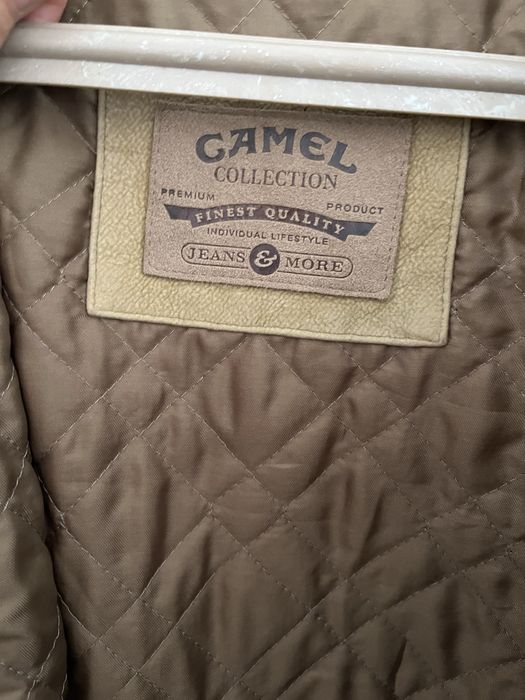 CAMEL
COLLECTION
PREMIUM PRODUCT
FINEST QUALITY
INDIVIDUAL LIFESTYLE
JEANS & MORE